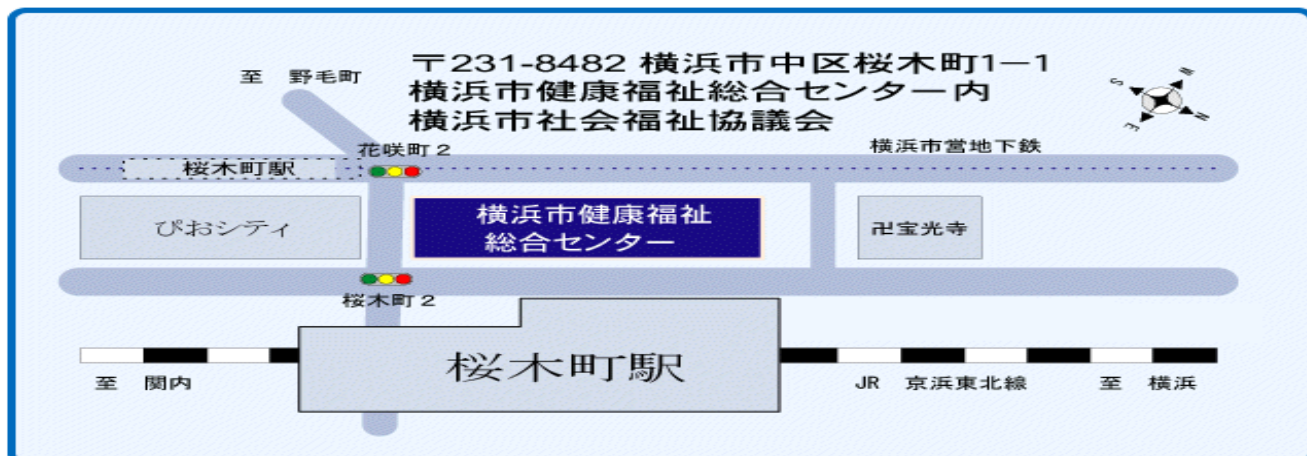 〒231-8482 横浜市中区桜木町1ー1
横浜市健康福祉総合センター内
横浜市社会福祉協議会
至 野毛町
花咲町2
横浜市営地下鉄
桜木町駅
ぴおシティ
横浜市健康福祉
総合センター
卍宝光寺
桜木町2
桜木町駅
至 関内
JR 京浜東北線 至 横浜
S
N
E
N